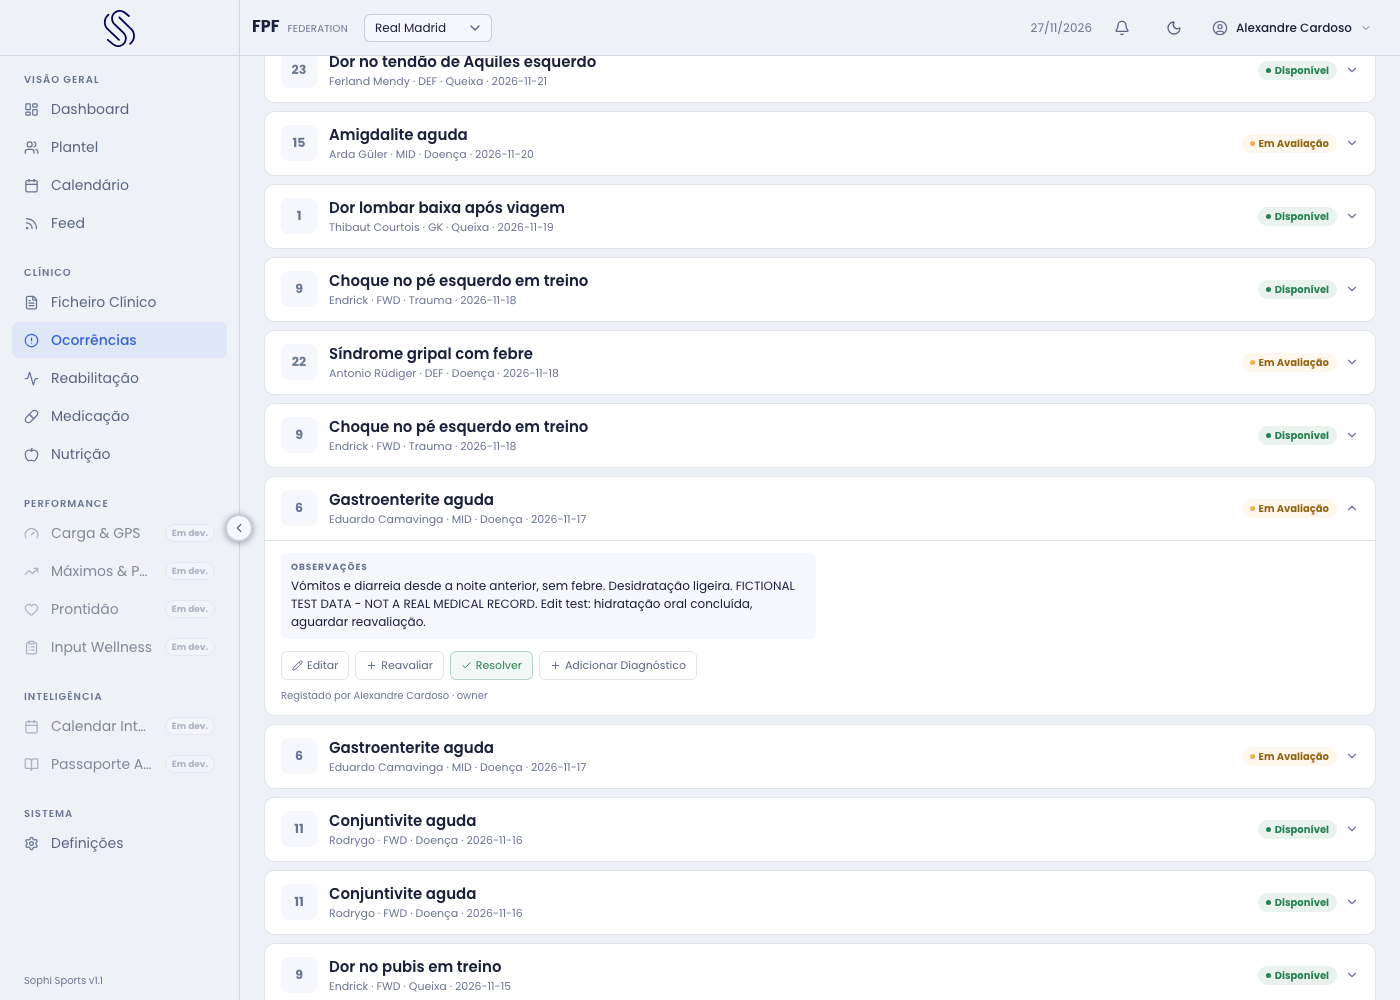 FPF FEDERATION Real Madrid 27/11/2026 Alexandre Cardoso
VISÃO GERAL
Dashboard
Plantel
Calendário
Feed
CLÍNICO
Ficheiro Clínico
Ocorrências
Reabilitação
Medicação
Nutrição
PERFORMANCE
Carga & GPS Em dev.
Máximos & P... Em dev.
Prontidão Em dev.
Input Wellness Em dev.
INTELIGÊNCIA
Calendar Int... Em dev.
Passaporte A... Em dev.
SISTEMA
Definições
Sophi Sports v1.1
23 Dor no tendão de Aquiles esquerdo Disponível
Ferland Mendy · DEF · Queixa · 2026-11-21
15 Amigdalite aguda Em Avaliação
Arda Güler · MID · Doença · 2026-11-20
1 Dor lombar baixa após viagem Disponível
Thibaut Courtois · GK · Queixa · 2026-11-19
9 Choque no pé esquerdo em treino Disponível
Endrick · FWD · Trauma · 2026-11-18
22 Síndrome gripal com febre Em Avaliação
Antonio Rüdiger · DEF · Doença · 2026-11-18
9 Choque no pé esquerdo em treino Disponível
Endrick · FWD · Trauma · 2026-11-18
6 Gastroenterite aguda Em Avaliação
Eduardo Camavinga · MID · Doença · 2026-11-17
OBSERVAÇÕES
Vómitos e diarreia desde a noite anterior, sem febre. Desidratação ligeira. FICTIONAL
TEST DATA - NOT A REAL MEDICAL RECORD. Edit test: hidratação oral concluída,
aguardar reavaliação.
Editar + Reavaliar Resolver + Adicionar Diagnóstico
Registado por Alexandre Cardoso · owner
6 Gastroenterite aguda Em Avaliação
Eduardo Camavinga · MID · Doença · 2026-11-17
11 Conjuntivite aguda Disponível
Rodrygo · FWD · Doença · 2026-11-16
11 Conjuntivite aguda Disponível
Rodrygo · FWD · Doença · 2026-11-16
9 Dor no pubis em treino Disponível
Endrick · FWD · Queixa · 2026-11-15